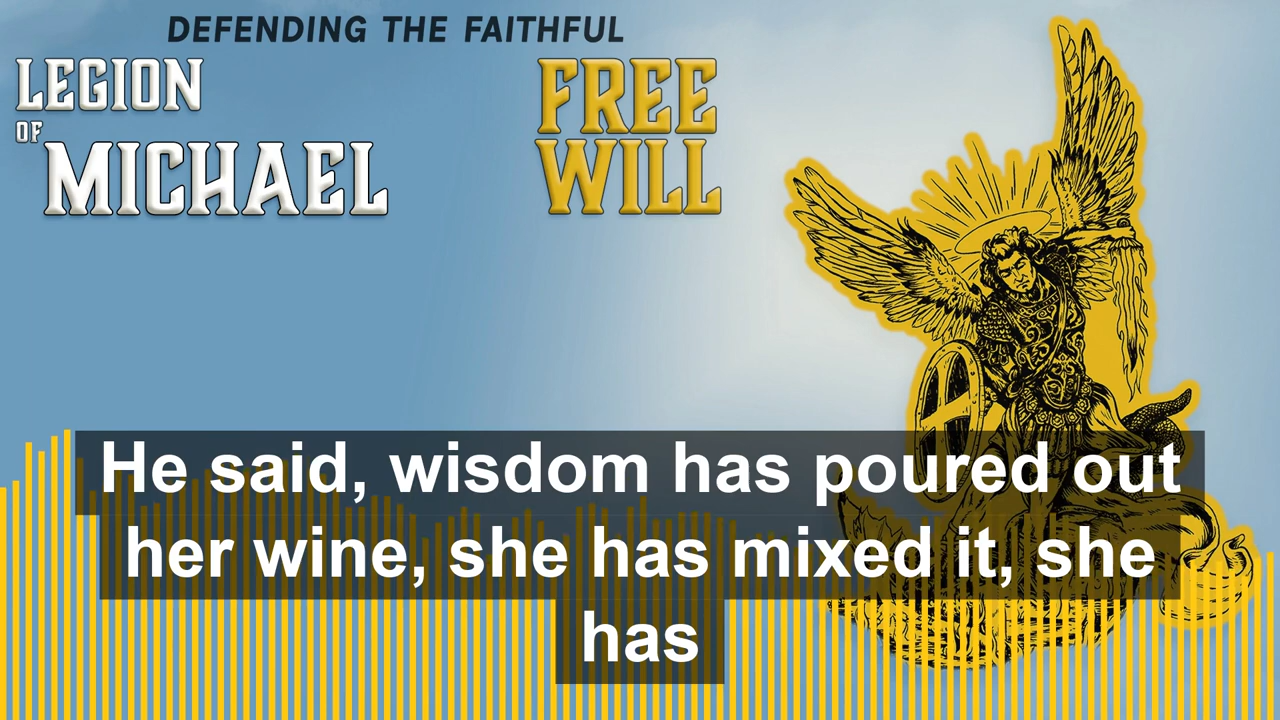 DEFENDING THE FAITHFUL
LEGION
OF
MICHAEL
FREE
WILL
He said, wisdom has poured out
her wine, she has mixed it, she
has